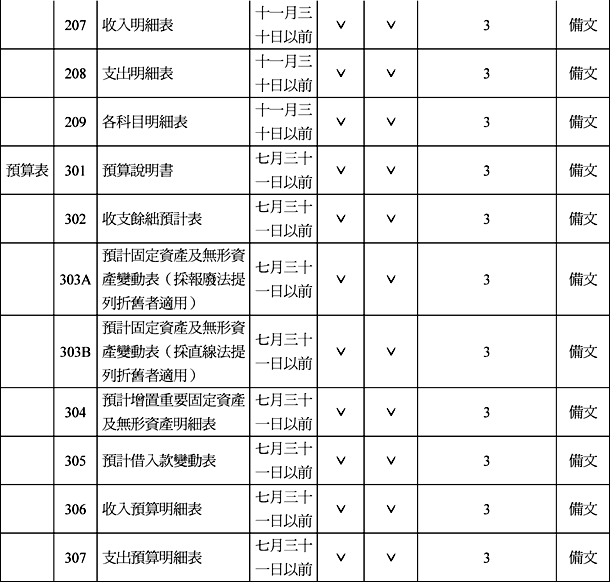 207 收入明細表 十一月三十日以前 ˇ ˇ 3 備文
208 支出明細表 十一月三十日以前 ˇ ˇ 3 備文
209 各科目明細表 十一月三十日以前 ˇ ˇ 3 備文
預算表 301 預算說明書 七月三十一日以前 ˇ ˇ 3 備文
302 收支餘絀預計表 七月三十一日以前 ˇ ˇ 3 備文
303A 預計固定資產及無形資產變動表（採報廢法提列折舊者適用） 七月三十一日以前 ˇ ˇ 3 備文
303B 預計固定資產及無形資產變動表（採直線法提列折舊者適用） 七月三十一日以前 ˇ ˇ 3 備文
304 預計增置重要固定資產及無形資產明細表 七月三十一日以前 ˇ ˇ 3 備文
305 預計借入款變動表 七月三十一日以前 ˇ ˇ 3 備文
306 收入預算明細表 七月三十一日以前 ˇ ˇ 3 備文
307 支出預算明細表 七月三十一日以前 ˇ ˇ 3 備文